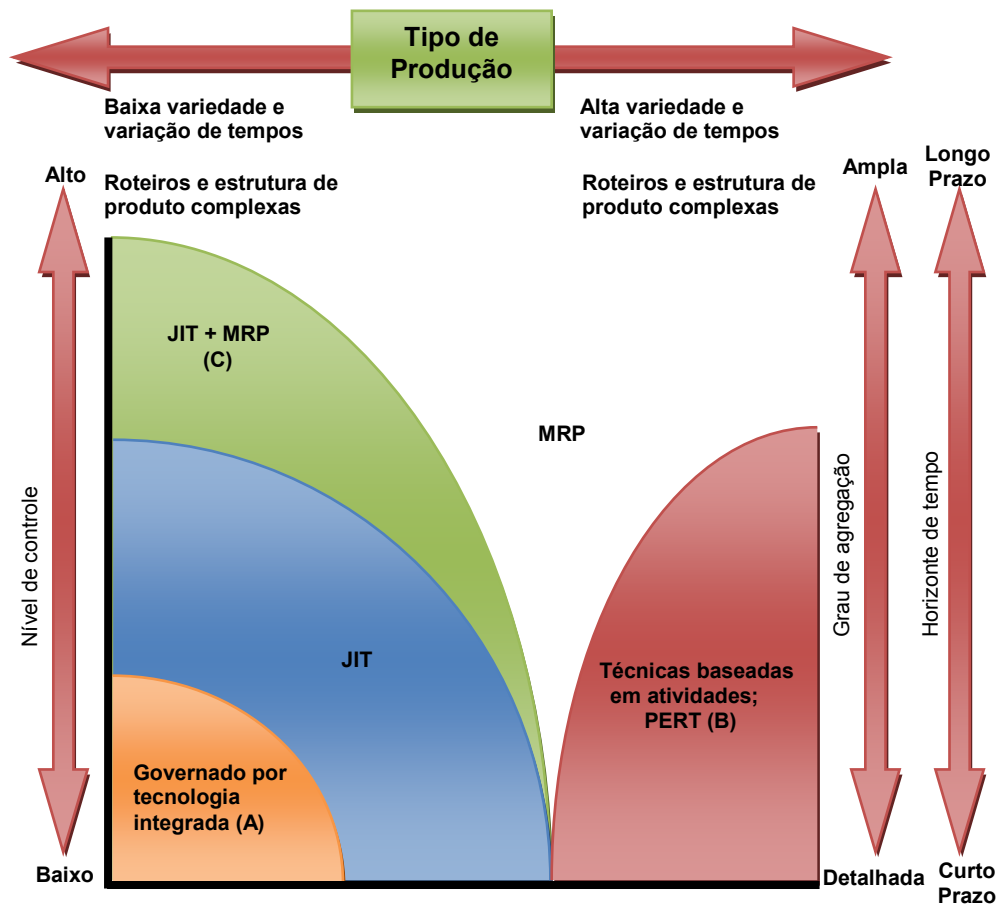 Tipo de
Produção
Baixa variedade e
variação de tempos
Alta variedade e
variação de tempos
Alto
Roteiros e estrutura de
produto complexas
Roteiros e estrutura de
produto complexas
Ampla
Longo
Prazo
JIT + MRP
(C)
MRP
Nível de controle
Grau de agregação
Horizonte de tempo
JIT
Técnicas baseadas
em atividades;
PERT (B)
Governado por
tecnologia
integrada (A)
Baixo
Detalhada
Curto
Prazo